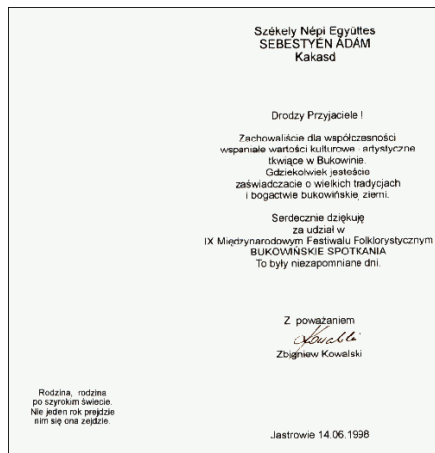 Székely Népi Együttes
SEBESTYÉN ÁDÁM
Kakasd
Drodzy Przyjaciele !
Zachowaliście dla współczesności
wspaniałe wartości kulturowe - artystyczne
tkwiące w Bukowinie.
Gdziekolwiek jesteście
zaświadczacie o wielkich tradycjach
i bogactwie bukowińskiej ziemi.
Serdecznie dziękuję
za udział w
IX Międzynarodowym Festiwalu Folklorystycznym
BUKOWIŃSKIE SPOTKANIA
To były niezapomniane dni.
Z poważaniem
Kowalski
Zbigniew Kowalski
Rodzina, rodzina
po szyrokim świecie.
Nie jeden rok prejdzie
nim się ona zejdzie.
Jastrowie 14.06.1998